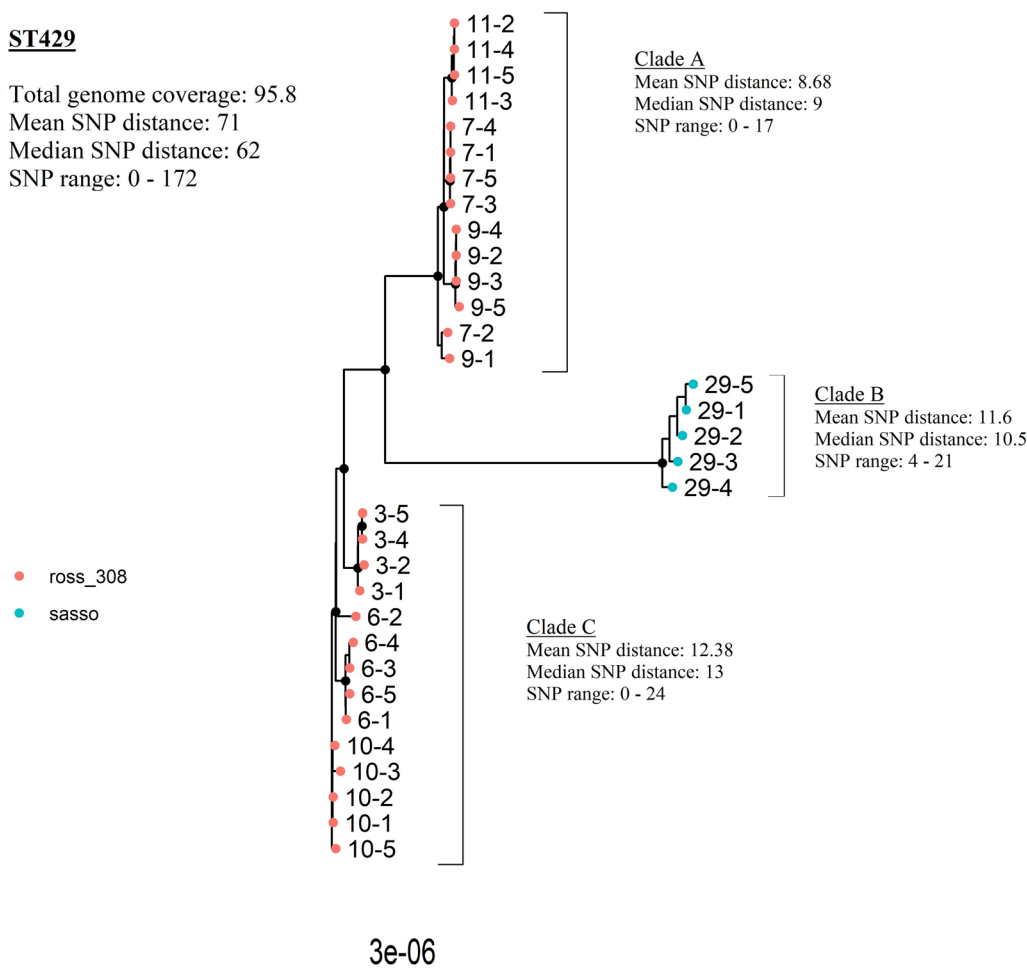 ST429
Total genome coverage: 95.8
Mean SNP distance: 71
Median SNP distance: 62
SNP range: 0 - 172
11-2
11-4
11-5
11-3
7-4
7-1
7-5
7-3
9-4
9-2
9-3
9-5
7-2
9-1
Clade A
Mean SNP distance: 8.68
Median SNP distance: 9
SNP range: 0 - 17
29-5
29-1
29-2
29-3
29-4
Clade B
Mean SNP distance: 11.6
Median SNP distance: 10.5
SNP range: 4 - 21
3-5
3-4
3-2
3-1
6-2
6-4
6-3
6-5
6-1
10-4
10-3
10-2
10-1
10-5
Clade C
Mean SNP distance: 12.38
Median SNP distance: 13
SNP range: 0 - 24
ross_308
sasso
3e-06